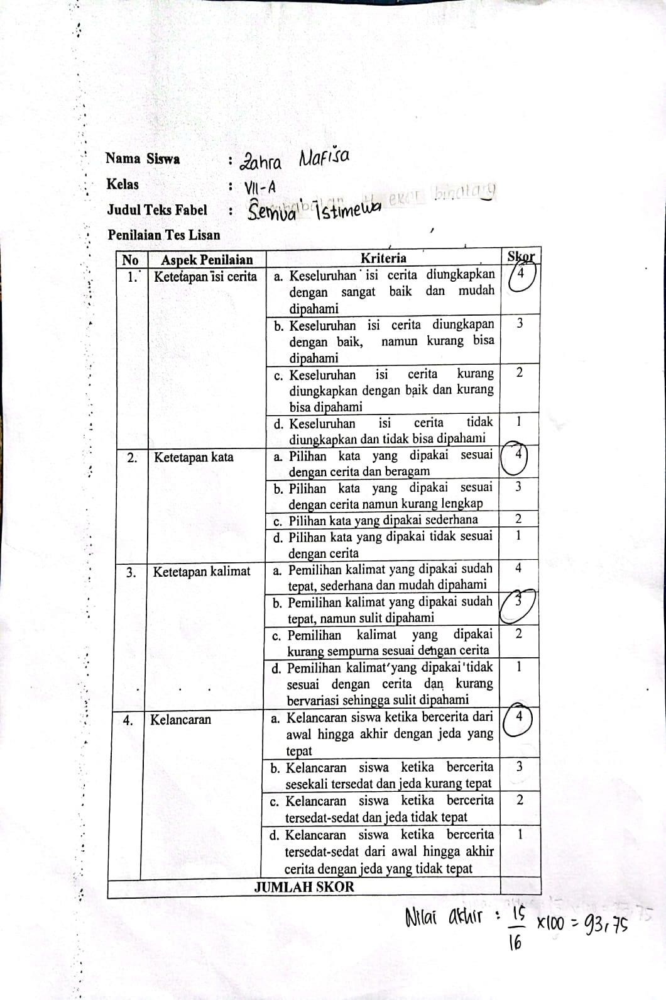 Nama Siswa : Zahra Nafisa
Kelas : VII-A
Judul Teks Fabel : Semua Istimewa
Penilaian Tes Lisan
No Aspek Penilaian Kriteria Skor
1. Ketetapan isi cerita a. Keseluruhan isi cerita diungkapkan 4
dengan sangat baik dan mudah
dipahami
b. Keseluruhan isi cerita diungkapan 3
dengan baik, namun kurang bisa
dipahami
c. Keseluruhan isi cerita kurang 2
diungkapkan dengan baik dan kurang
bisa dipahami
d. Keseluruhan isi cerita tidak 1
diungkapkan dan tidak bisa dipahami
2. Ketetapan kata a. Pilihan kata yang dipakai sesuai 4
dengan cerita dan beragam
b. Pilihan kata yang dipakai sesuai 3
dengan cerita namun kurang lengkap
c. Pilihan kata yang dipakai sederhana 2
d. Pilihan kata yang dipakai tidak sesuai 1
dengan cerita
3. Ketetapan kalimat a. Pemilihan kalimat yang dipakai sudah 4
tepat, sederhana dan mudah dipahami
b. Pemilihan kalimat yang dipakai sudah 3
tepat, namun sulit dipahami
c. Pemilihan kalimat yang dipakai 2
kurang sempurna sesuai dengan cerita
d. Pemilihan kalimat yang dipakai tidak 1
sesuai dengan cerita dan kurang
bervariasi sehingga sulit dipahami
4. Kelancaran a. Kelancaran siswa ketika bercerita dari 4
awal hingga akhir dengan jeda yang
tepat
b. Kelancaran siswa ketika bercerita 3
sesekali tersedat dan jeda kurang tepat
c. Kelancaran siswa ketika bercerita 2
tersedat-sedat dan jeda tidak tepat
d. Kelancaran siswa ketika bercerita 1
tersedat-sedat dari awal hingga akhir
cerita dengan jeda yang tidak tepat
JUMLAH SKOR
Nilai akhir : 15/16 x100 = 93,75